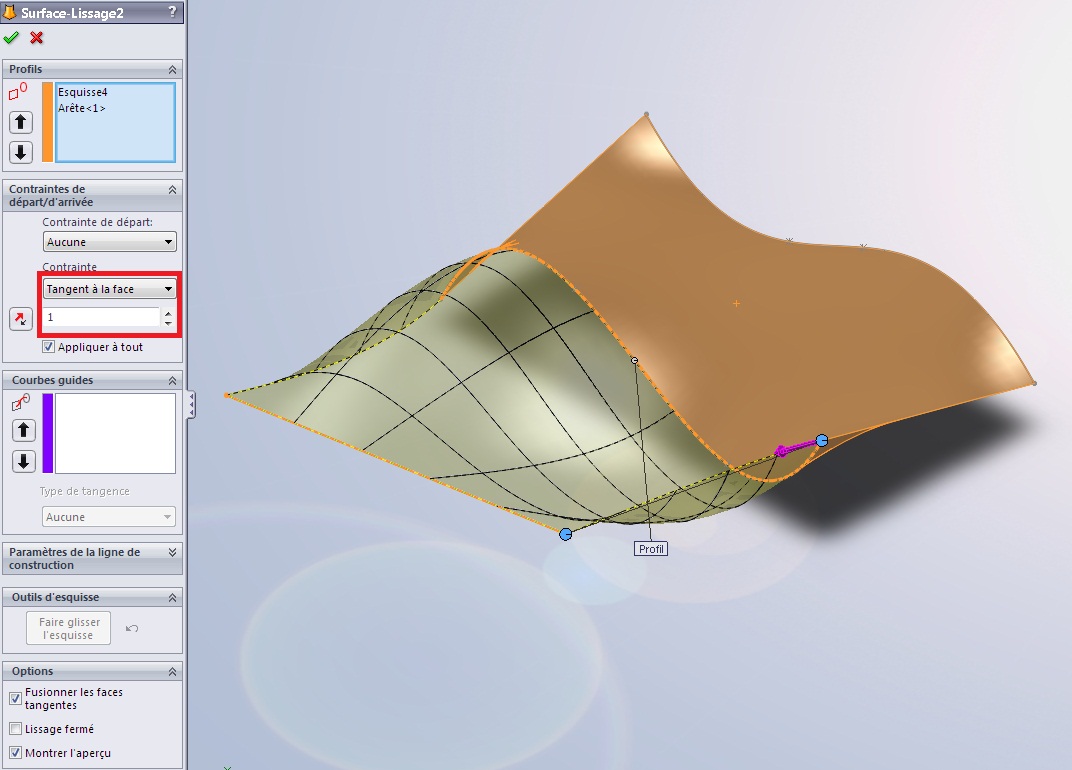 Surface-Lissage2 ?
Profils
Esquisse4
Arête<1>
Contraintes de
départ/d'arrivée
Contrainte de départ:
Aucune
Contrainte
Tangent à la face
1
Appliquer à tout
Courbes guides
Type de tangence
Aucune
Paramètres de la ligne de
construction
Outils d'esquisse
Faire glisser
l'esquisse
Options
Fusionner les faces
tangentes
Lissage fermé
Montrer l'aperçu
Profil